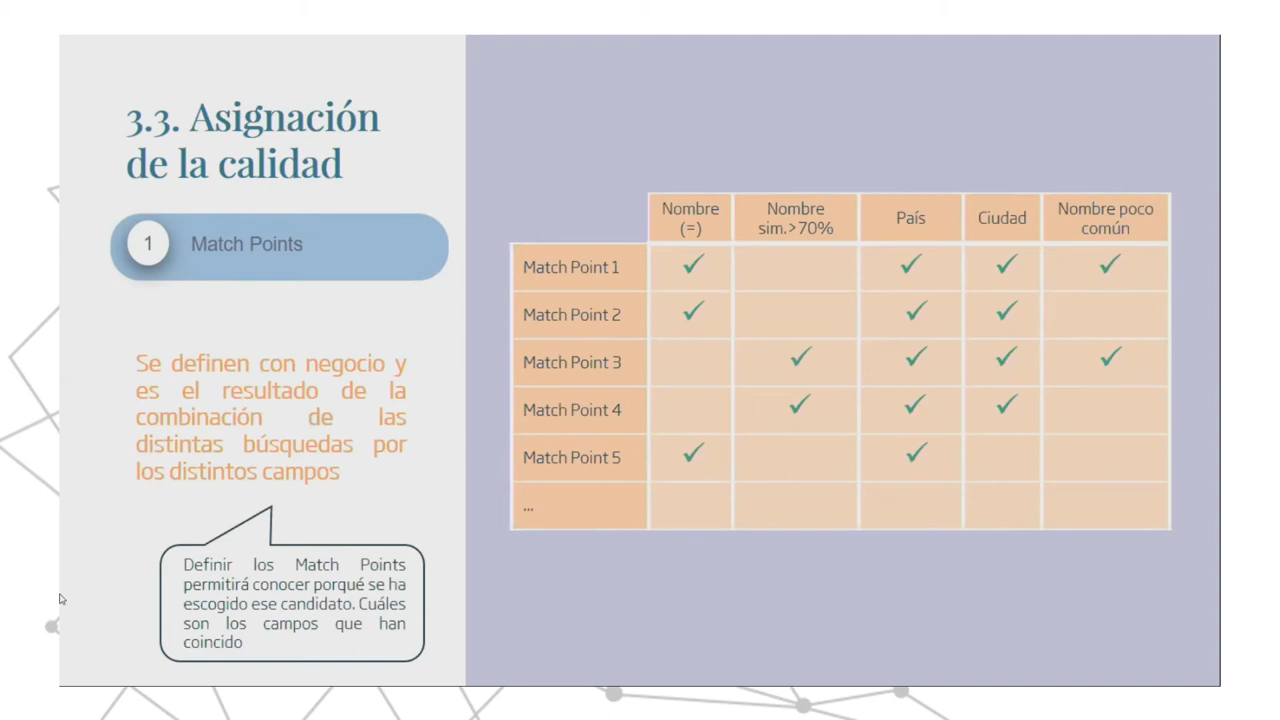 3.3. Asignación
de la calidad
1 Match Points
Se definen con negocio y
es el resultado de la
combinación de las
distintas búsquedas por
los distintos campos
Definir los Match Points
permitirá conocer porqué se ha
escogido ese candidato. Cuáles
son los campos que han
coincido
Nombre (=) Nombre sim.>70% País Ciudad Nombre poco común
Match Point 1 ✓ ✓ ✓ ✓
Match Point 2 ✓ ✓ ✓
Match Point 3 ✓ ✓ ✓ ✓
Match Point 4 ✓ ✓ ✓
Match Point 5 ✓ ✓
...